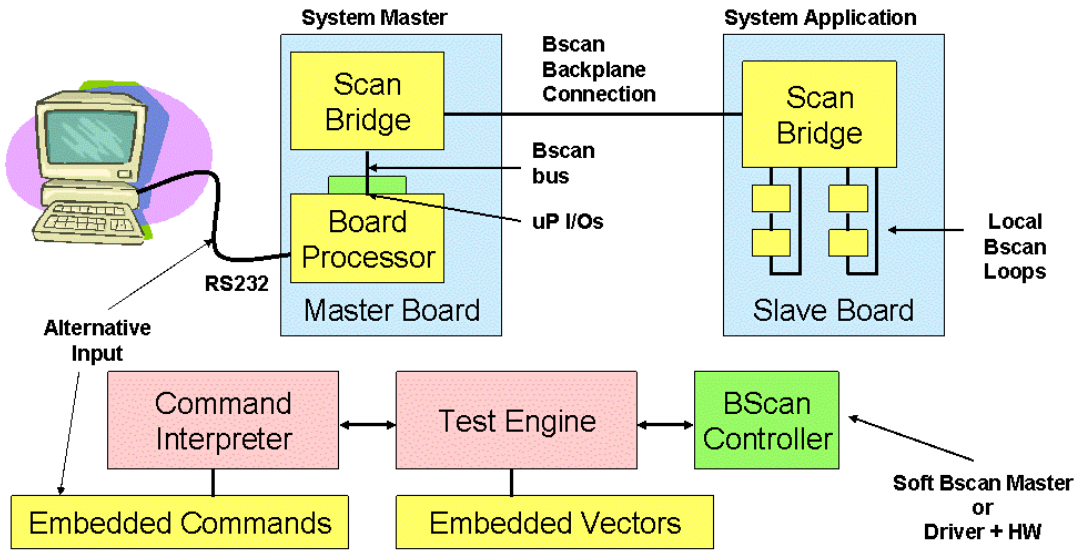 System Master
System Application
Scan
Bridge
Bscan
Backplane
Connection
Scan
Bridge
Bscan
bus
uP I/Os
Board
Processor
RS232
Local
Bscan
Loops
Master Board
Slave Board
Alternative
Input
Command
Interpreter
Test Engine
BScan
Controller
Soft Bscan Master
or
Driver + HW
Embedded Commands
Embedded Vectors